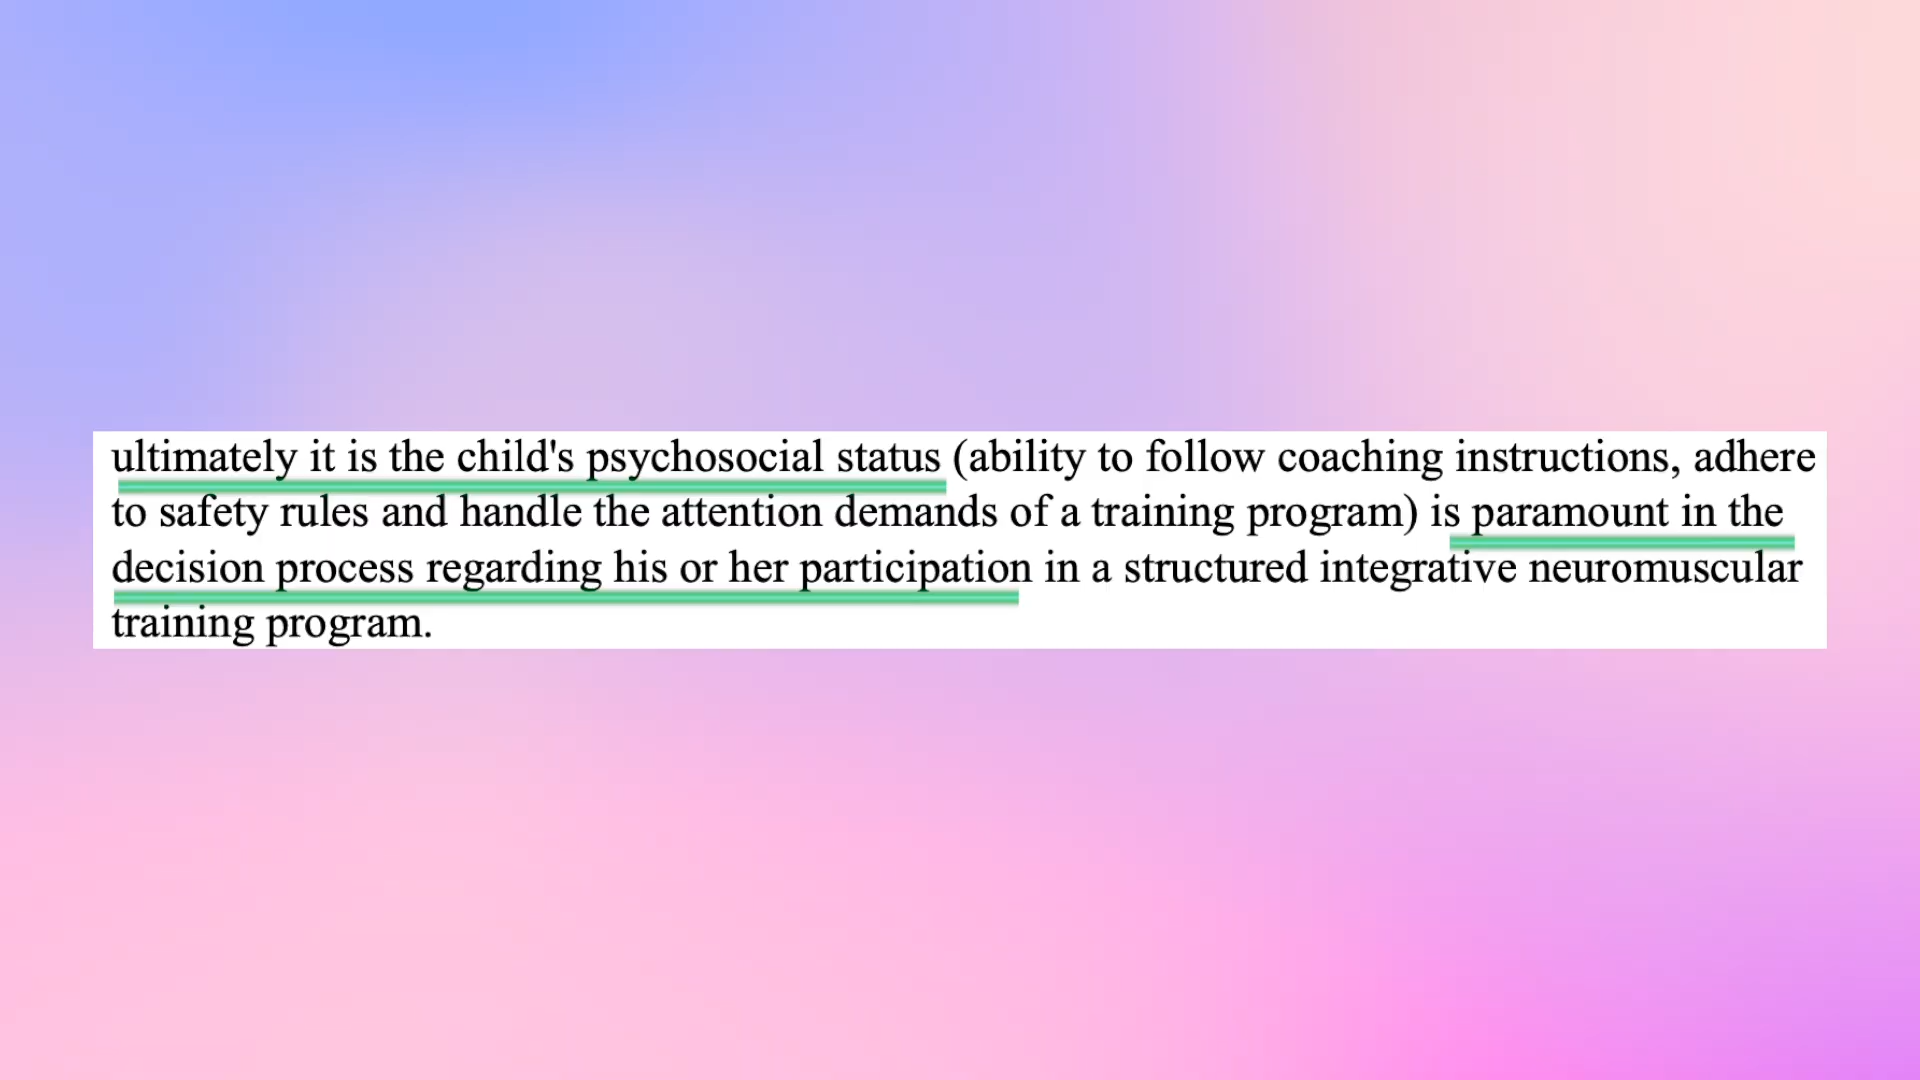 ultimately it is the child's psychosocial status (ability to follow coaching instructions, adhere
to safety rules and handle the attention demands of a training program) is paramount in the
decision process regarding his or her participation in a structured integrative neuromuscular
training program.